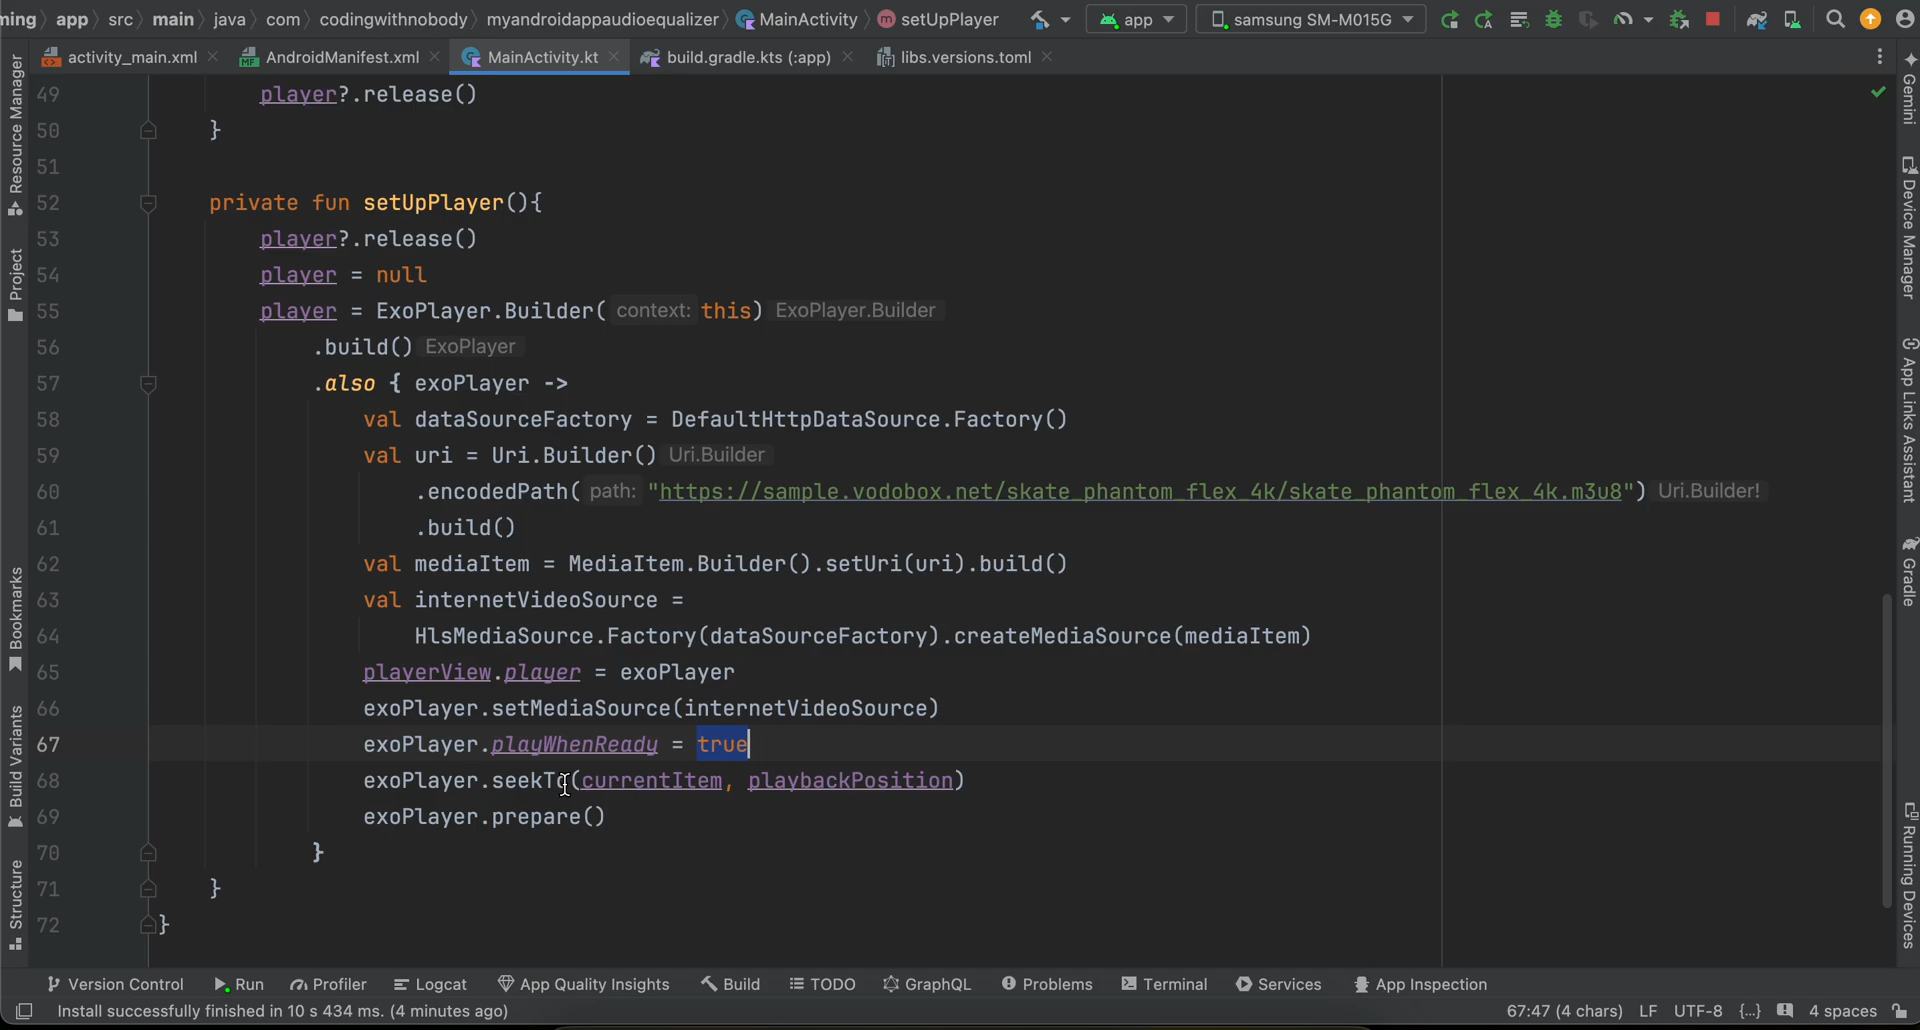 ming〉 app 〉 src 〉 main 〉 java 〉 com 〉 codingwithnobody 〉 myandroidappaudioequalizer 〉 MainActivity 〉 setUpPlayer app samsung SM-M015G
activity_main.xml AndroidManifest.xml MainActivity.kt build.gradle.kts (:app) libs.versions.toml
Resource Manager
Project
Bookmarks
Build Variants
Structure
49 player?.release()
50 }
51
52 private fun setUpPlayer(){
53 player?.release()
54 player = null
55 player = ExoPlayer.Builder( context: this) ExoPlayer.Builder
56 .build() ExoPlayer
57 .also { exoPlayer ->
58 val dataSourceFactory = DefaultHttpDataSource.Factory()
59 val uri = Uri.Builder() Uri.Builder
60 .encodedPath( path: "https://sample.vodobox.net/skate_phantom_flex_4k/skate_phantom_flex_4k.m3u8") Uri.Builder!
61 .build()
62 val mediaItem = MediaItem.Builder().setUri(uri).build()
63 val internetVideoSource =
64 HlsMediaSource.Factory(dataSourceFactory).createMediaSource(mediaItem)
65 playerView.player = exoPlayer
66 exoPlayer.setMediaSource(internetVideoSource)
67 exoPlayer.playWhenReady = true
68 exoPlayer.seekTo(currentItem, playbackPosition)
69 exoPlayer.prepare()
70 }
71 }
72 }
Gemini
Device Manager
App Links Assistant
Gradle
Running Devices
Version Control Run Profiler Logcat App Quality Insights Build TODO GraphQL Problems Terminal Services App Inspection
Install successfully finished in 10 s 434 ms. (4 minutes ago) 67:47 (4 chars) LF UTF-8 {...} 4 spaces